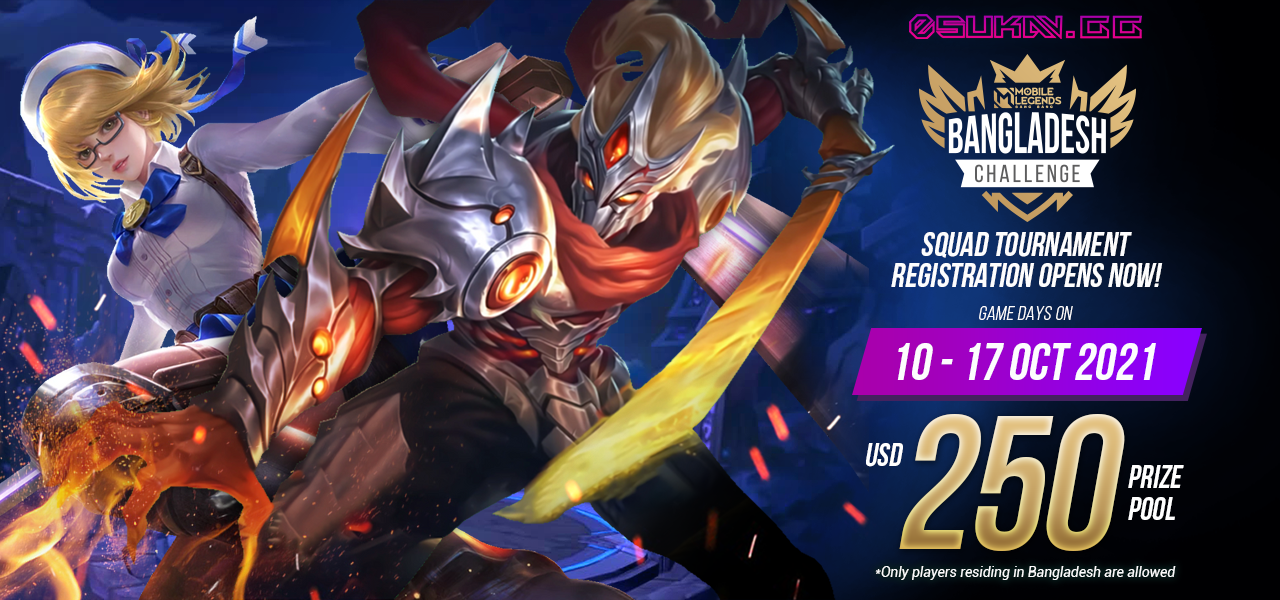 ESUKAN.GG
MOBILE
LEGENDS
BANG BANG
BANGLADESH
CHALLENGE
SQUAD TOURNAMENT
REGISTRATION OPENS NOW!
GAME DAYS ON
10 - 17 OCT 2021
USD 250 PRIZE
POOL
*Only players residing in Bangladesh are allowed